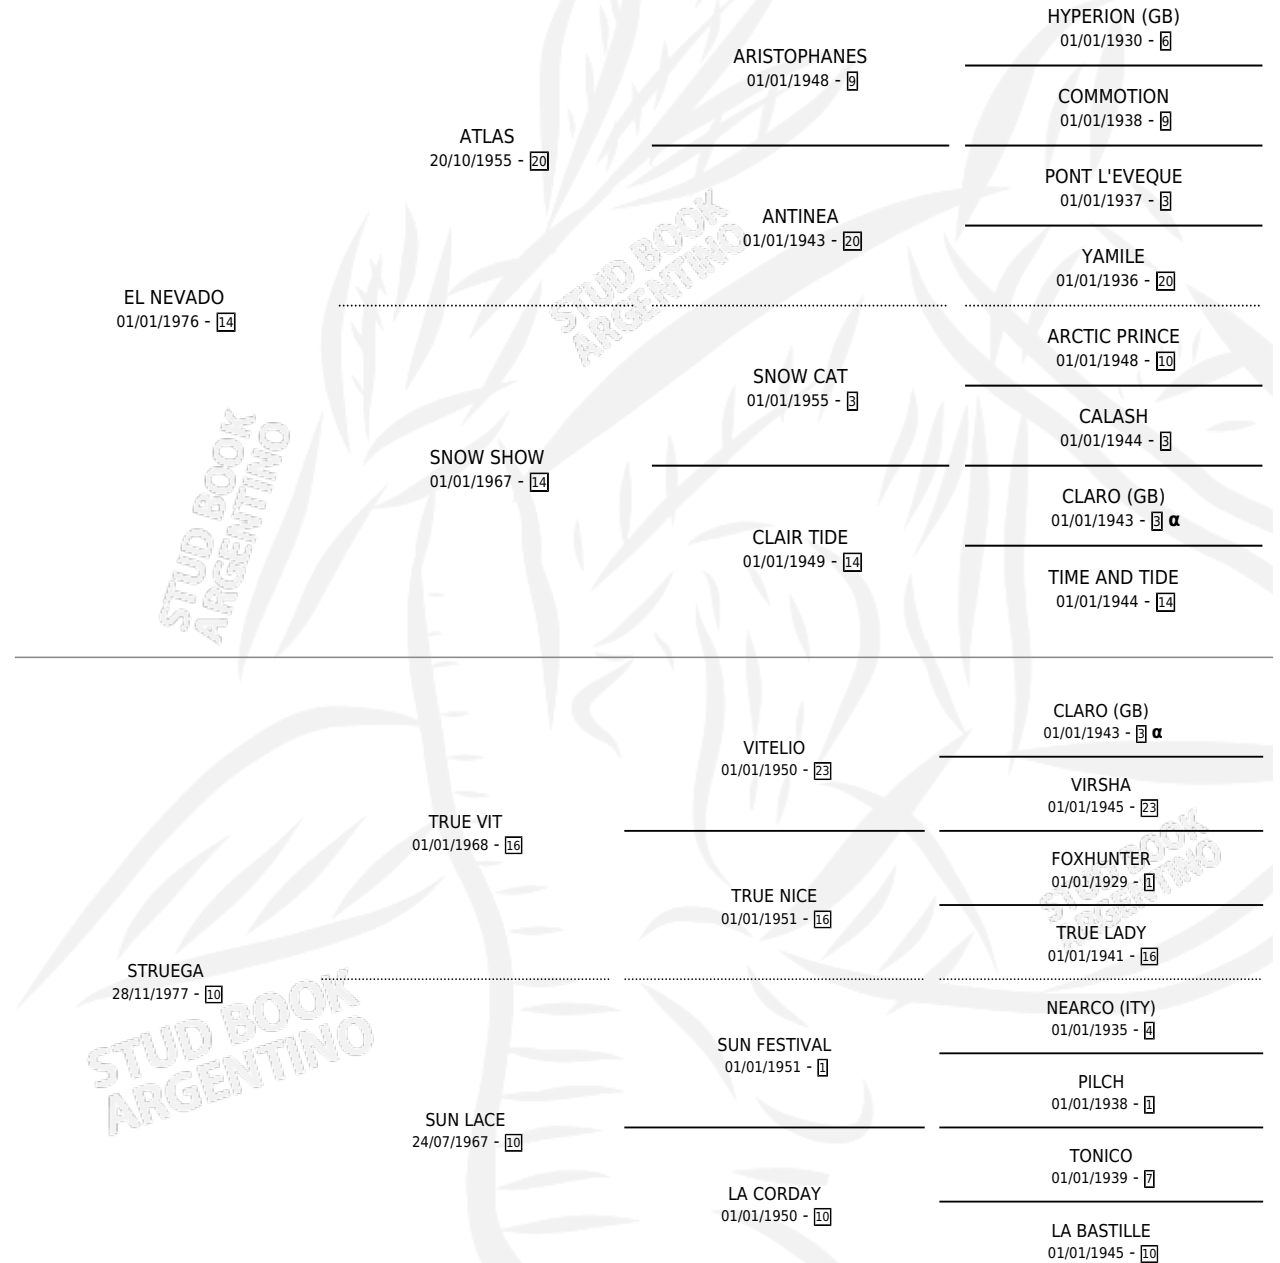 HYPERION (GB)
01/01/1930 - 6
ARISTOPHANES
01/01/1948 - 9
COMMOTION
01/01/1938 - 9
ATLAS
20/10/1955 - 20
PONT L'EVEQUE
01/01/1937 - 3
ANTINEA
01/01/1943 - 20
YAMILE
01/01/1936 - 20
EL NEVADO
01/01/1976 - 14
ARCTIC PRINCE
01/01/1948 - 10
SNOW CAT
01/01/1955 - 3
CALASH
01/01/1944 - 3
SNOW SHOW
01/01/1967 - 14
CLARO (GB)
01/01/1943 - 3 α
CLAIR TIDE
01/01/1949 - 14
TIME AND TIDE
01/01/1944 - 14
STUD BOOK
ARGENTINO
STUD BOOK
ARGENTINO
CLARO (GB)
01/01/1943 - 3 α
VITELIO
01/01/1950 - 23
VIRSHA
01/01/1945 - 23
TRUE VIT
01/01/1968 - 16
FOXHUNTER
01/01/1929 - 1
TRUE NICE
01/01/1951 - 16
TRUE LADY
01/01/1941 - 16
STRUEGA
28/11/1977 - 10
NEARCO (ITY)
01/01/1935 - 4
SUN FESTIVAL
01/01/1951 - 1
PILCH
01/01/1938 - 1
SUN LACE
24/07/1967 - 10
TONICO
01/01/1939 - 7
LA CORDAY
01/01/1950 - 10
LA BASTILLE
01/01/1945 - 10
STUD BOOK
ARGENTINO
STUD BOOK
ARGENTINO